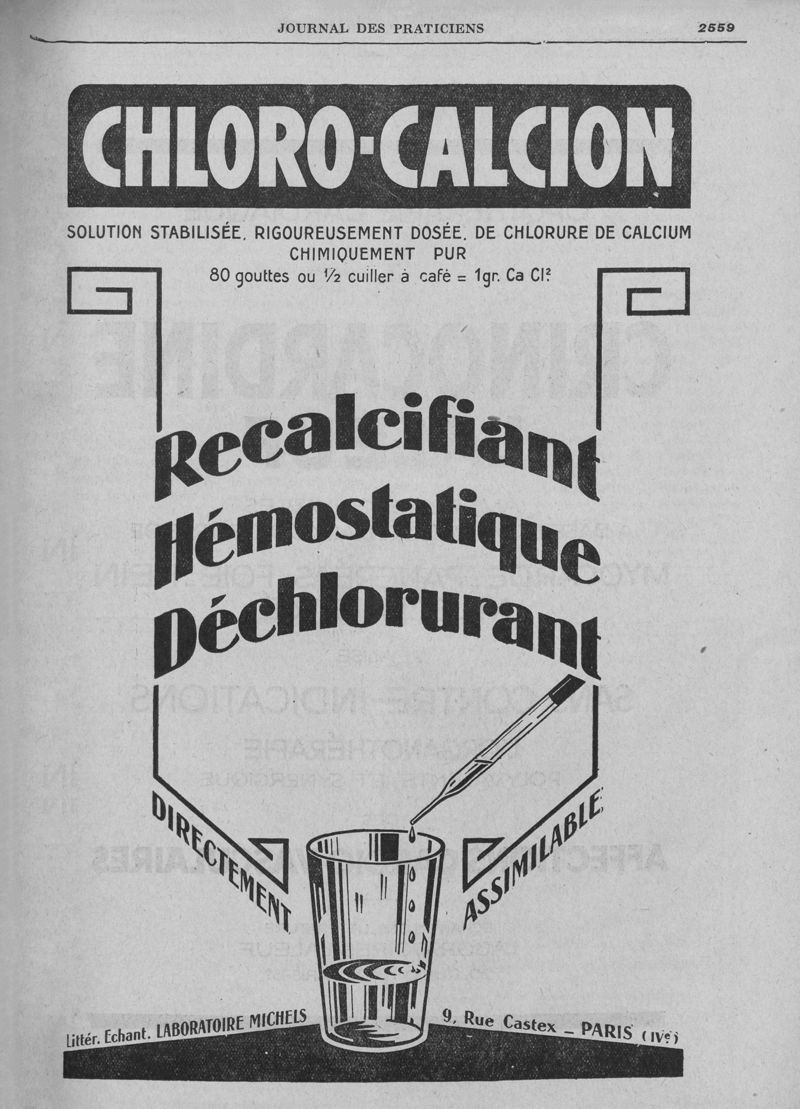 JOURNAL DES PRATICIENS 2559
CHLORO-CALCION
SOLUTION STABILISÉE, RIGOUREUSEMENT DOSÉE, DE CHLORURE DE CALCIUM
CHIMIQUEMENT PUR
80 gouttes ou ½ cuiller à café = 1gr. Ca Cl².
Recalcifiant
Hémostatique
Déchlorurant
DIRECTEMENT ASSIMILABLE
Littér. Echant. LABORATOIRE MICHELS 9, Rue Castex _ PARIS (IVe)